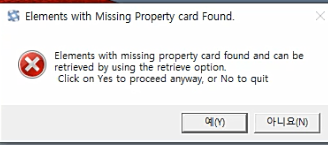 Elements with Missing Property card Found.
Elements with missing property card found and can be
retrieved by using the retrieve option.
Click on Yes to proceed anyway, or No to quit
예(Y)
아니요(N)